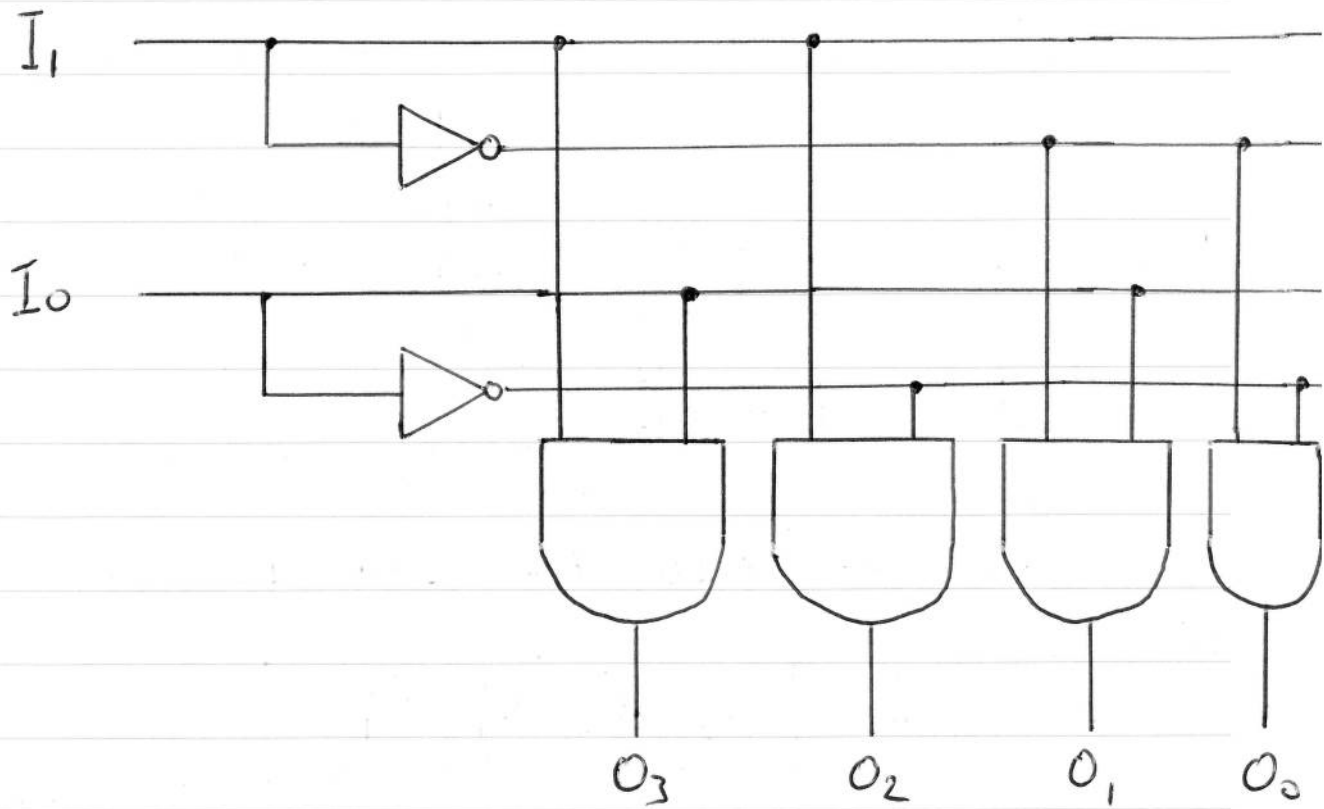 I₁
I₀
O₃ O₂ O₁ O₀